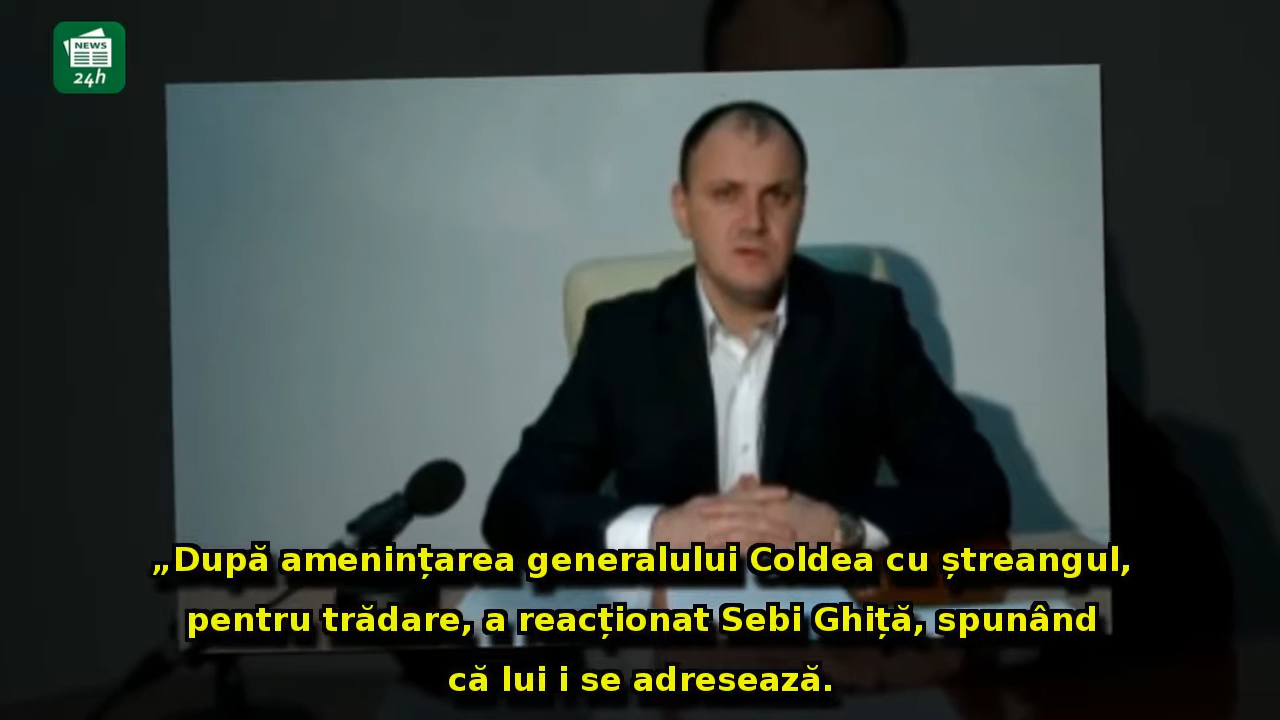 NEWS
24h
„După amenințarea generalului Coldea cu ștreangul,
pentru trădare, a reacționat Sebi Ghiță, spunând
că lui i se adresează.